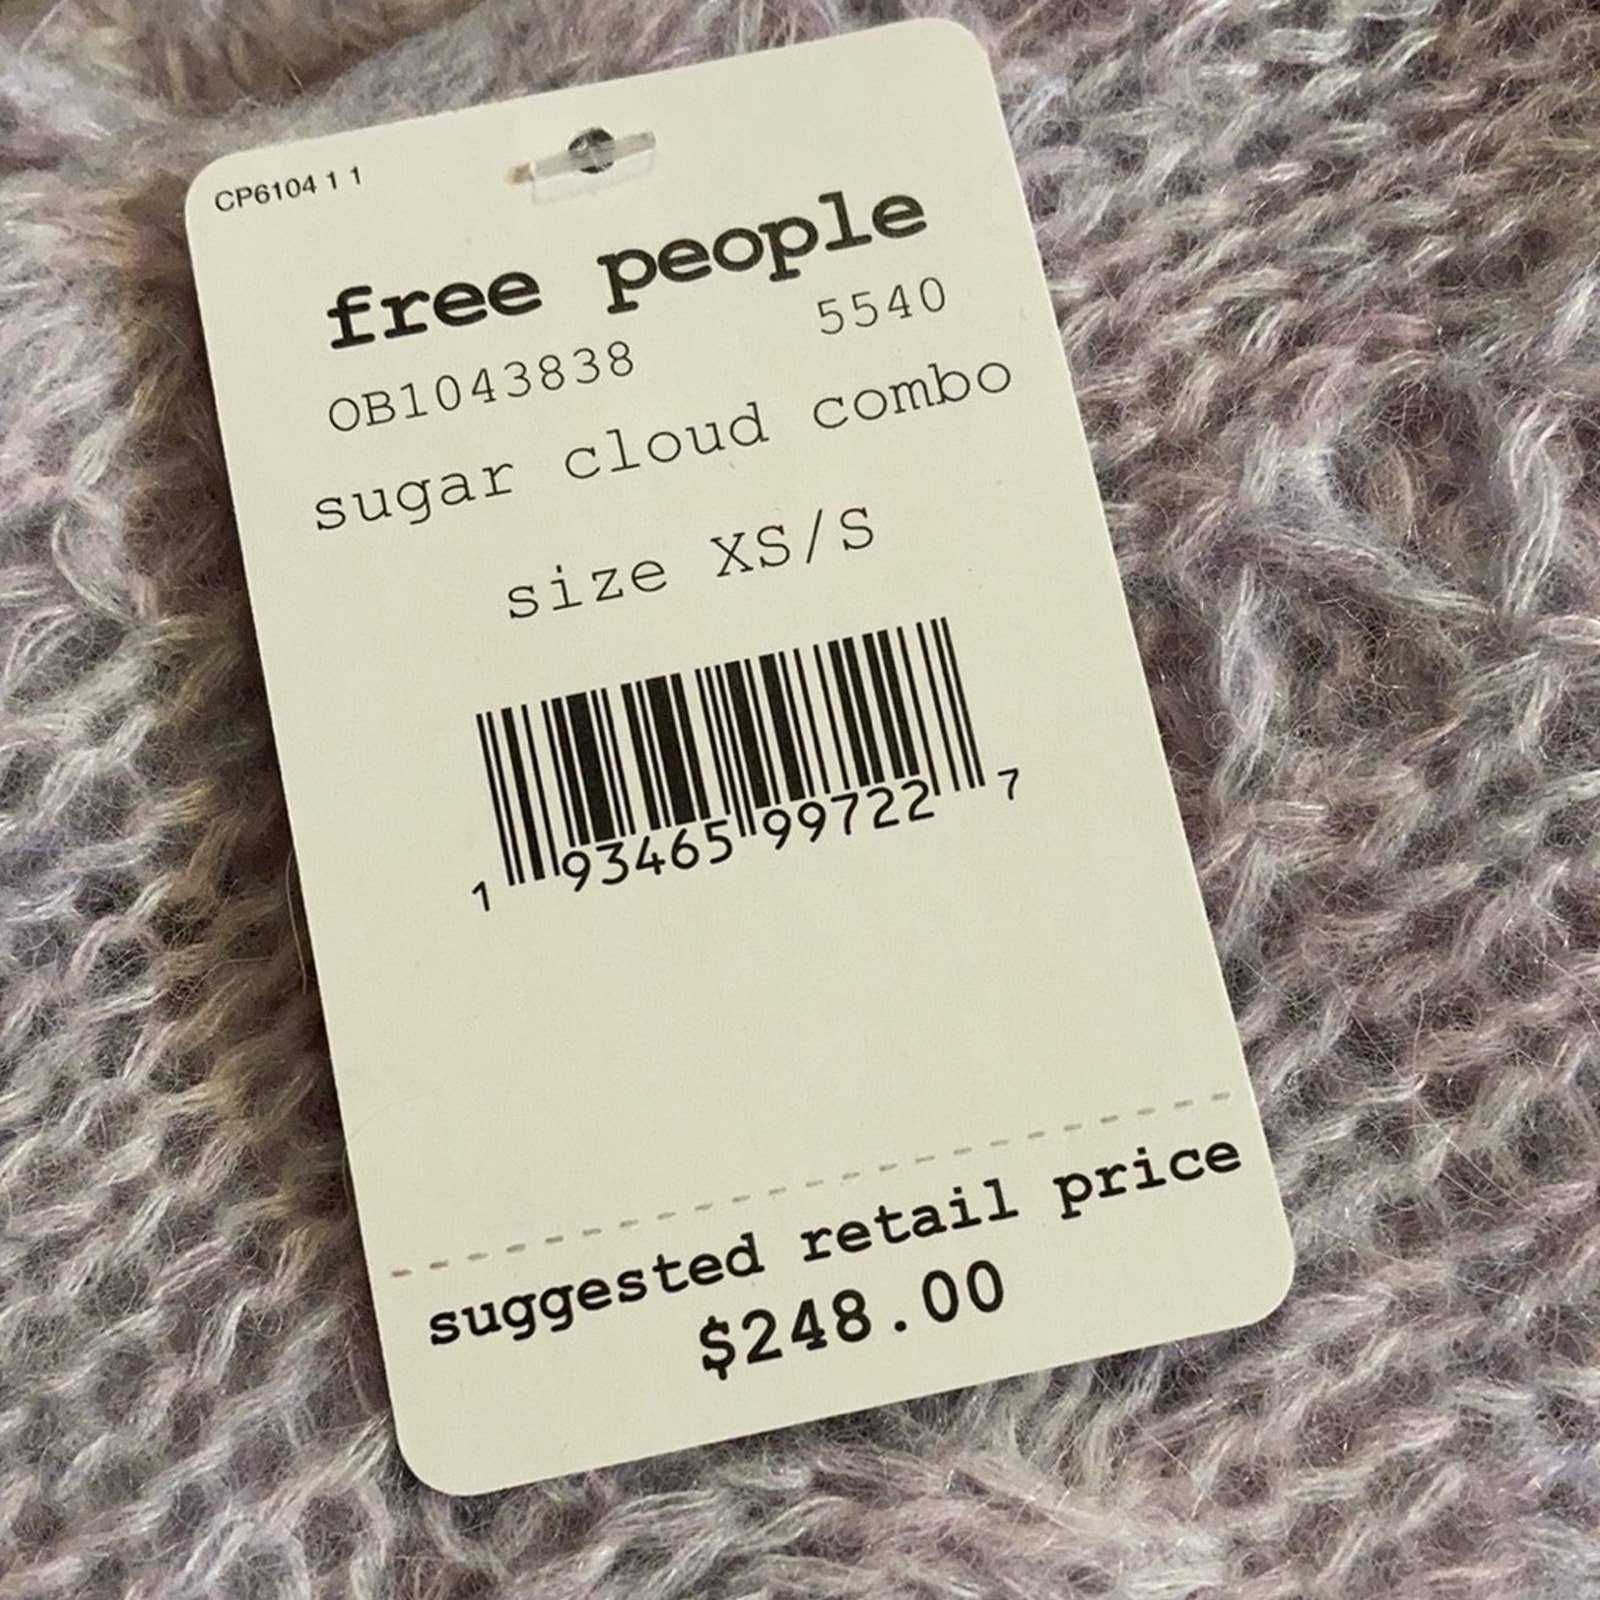 CP6104 1 1
free people
OB1043838 5540
sugar cloud combo
size XS/S
1 93465 99722 7
suggested retail price
$248.00